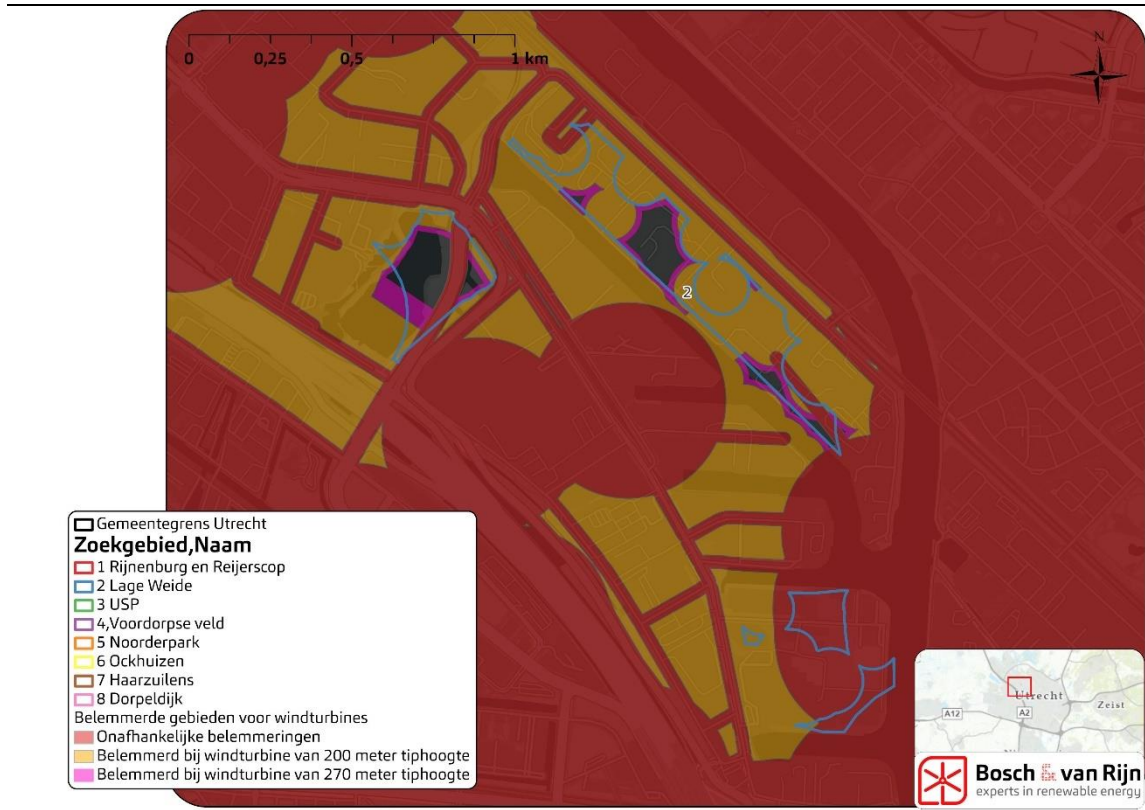 0
0,25
0,5
1 km
N
2
Gemeentegrens Utrecht
Zoekgebied,Naam
1 Rijnenburg en Reijerscop
2 Lage Weide
3 USP
4,Voordorpse veld
5 Noorderpark
6 Ockhuizen
7 Haarzuilens
8 Dorpeldijk
Belemmerde gebieden voor windturbines
Onafhankelijke belemmeringen
Belemmerd bij windturbine van 200 meter tiphoogte
Belemmerd bij windturbine van 270 meter tiphoogte
Utrecht
Zeist
A12
A2
Bosch & van Rijn
experts in renewable energy